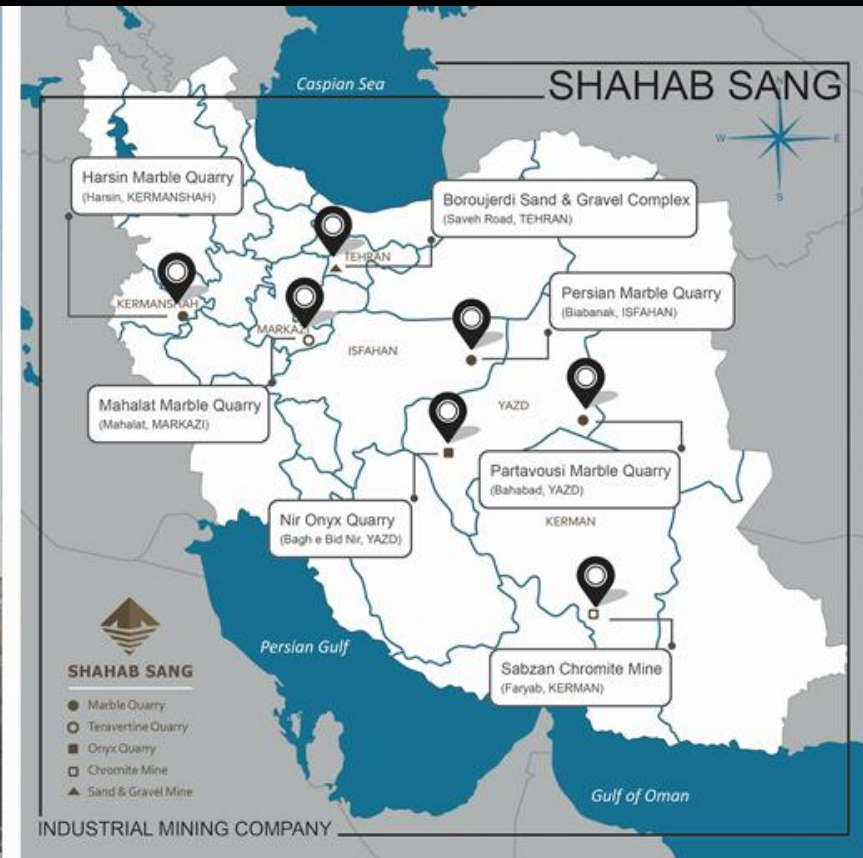 SHAHAB SANG
Caspian Sea
N
W
E
S
Harsin Marble Quarry
(Harsin, KERMANSHAH)
Boroujerdi Sand & Gravel Complex
(Saveh Road, TEHRAN)
TEHRAN
Persian Marble Quarry
(Biabanak, ISFAHAN)
KERMANSHAH
MARKAZI
ISFAHAN
Mahalat Marble Quarry
(Mahalat, MARKAZI)
YAZD
Partavousi Marble Quarry
(Bahabad, YAZD)
Nir Onyx Quarry
(Bagh e Bid Nir, YAZD)
KERMAN
Persian Gulf
Sabzan Chromite Mine
(Faryab, KERMAN)
SHAHAB SANG
Marble Quarry
Teravertine Quarry
Onyx Quarry
Chromite Mine
Sand & Gravel Mine
Gulf of Oman
INDUSTRIAL MINING COMPANY